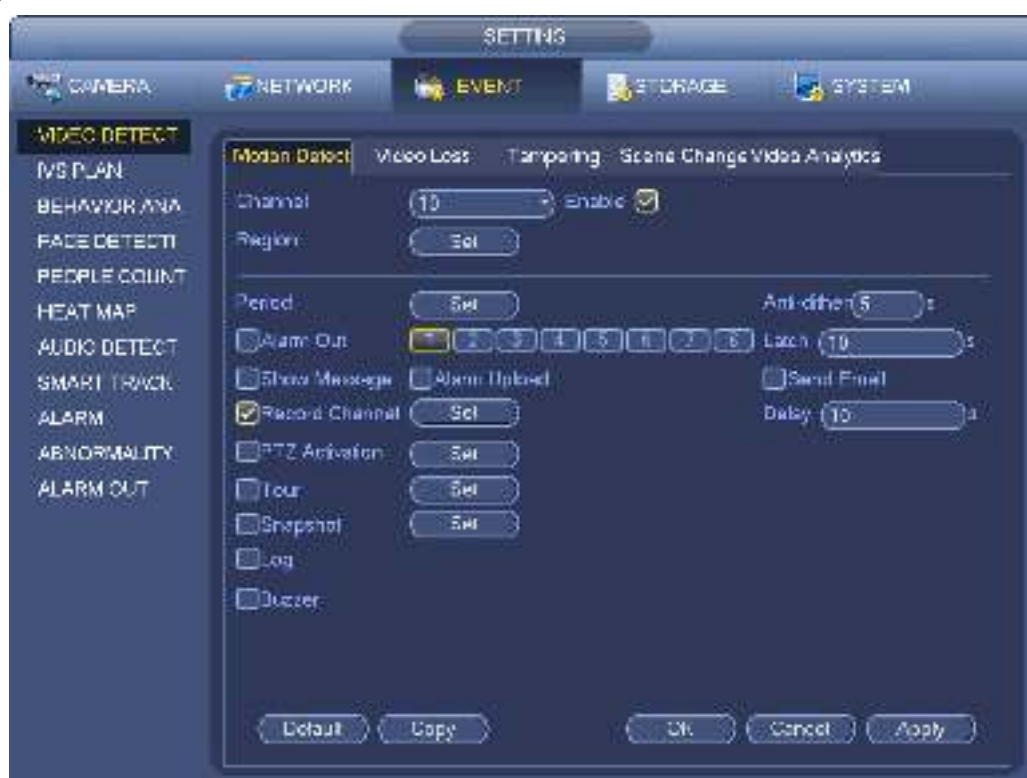 SETTING
CAMERA NETWORK EVENT STORAGE SYSTEM
VIDEO DETECT
IVS PLAN
BEHAVIOR ANA
FACE DETECTI
PEOPLE COUNT
HEAT MAP
AUDIO DETECT
SMART TRACK
ALARM
ABNORMALITY
ALARM OUT
Motion Detect Video Loss Tampering Scene Change Video Analytics
Channel 10 Enable
Region Set
Period Set Anti-dither 5 s
Alarm Out 1 2 3 4 5 6 7 8 Latch 10 s
Show Message Alarm Upload Send Email
Record Channel Set Delay 10 s
PTZ Activation Set
Tour Set
Snapshot Set
Log
Buzzer
Default Copy OK Cancel Apply